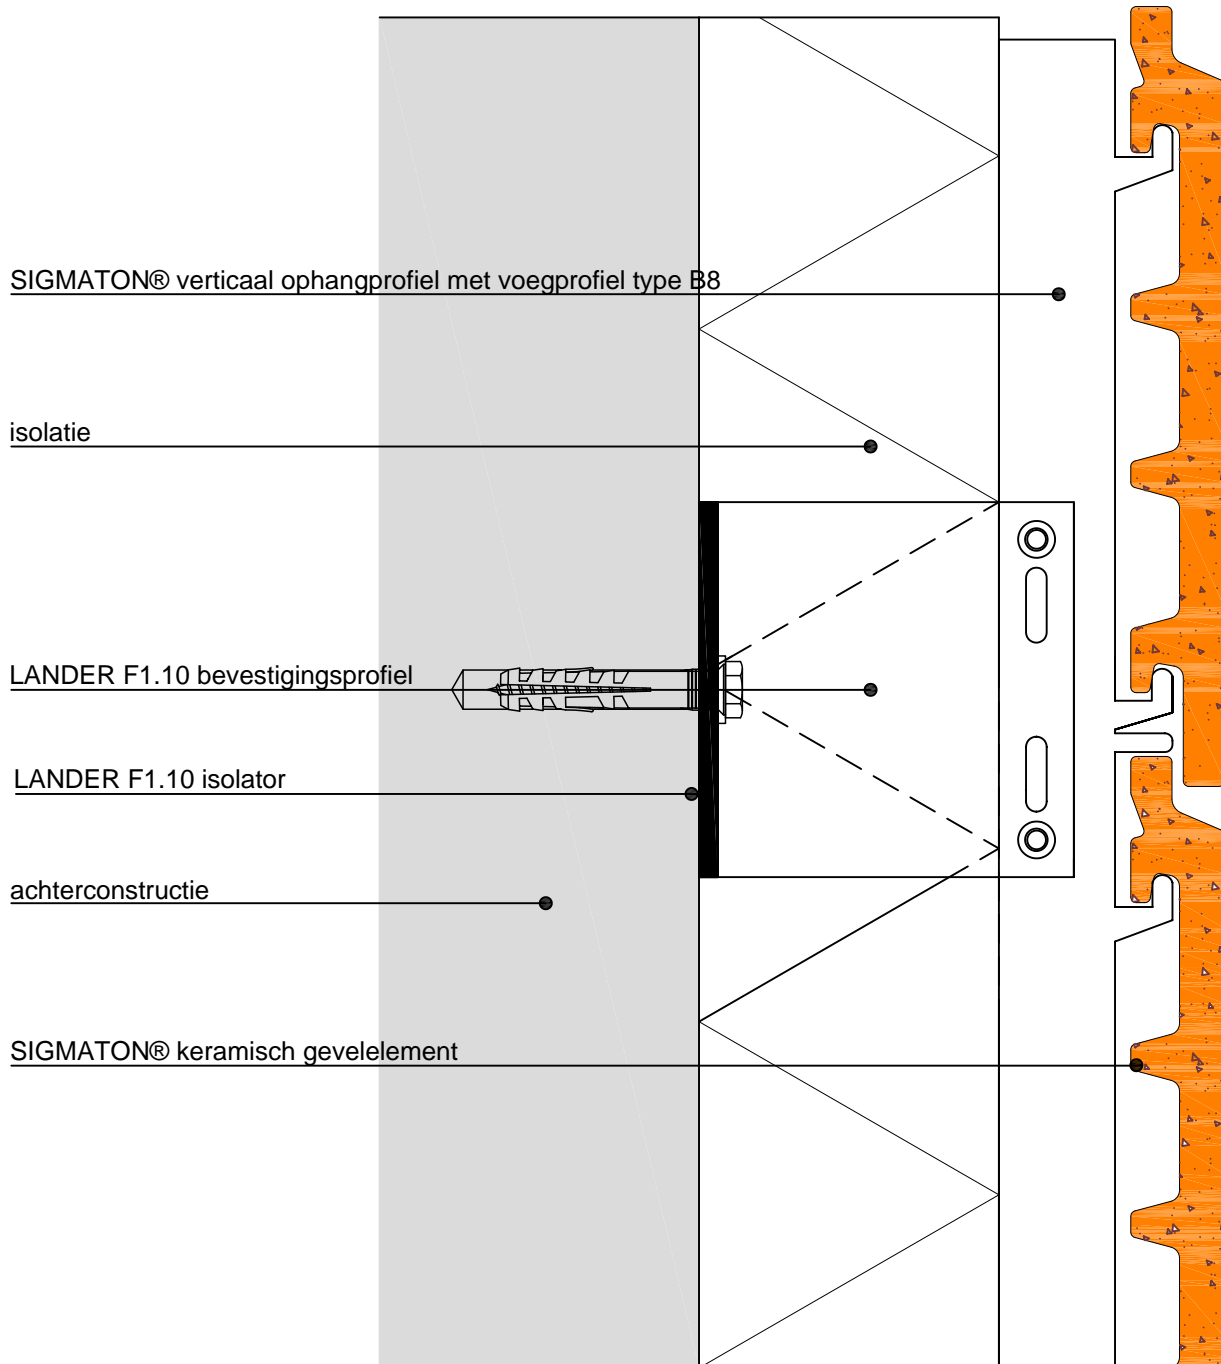 SIGMATON® verticaal ophangprofiel met voegprofiel type B8
isolatie
LANDER F1.10 bevestigingsprofiel
LANDER F1.10 isolator
achterconstructie
SIGMATON® keramisch gevelelement